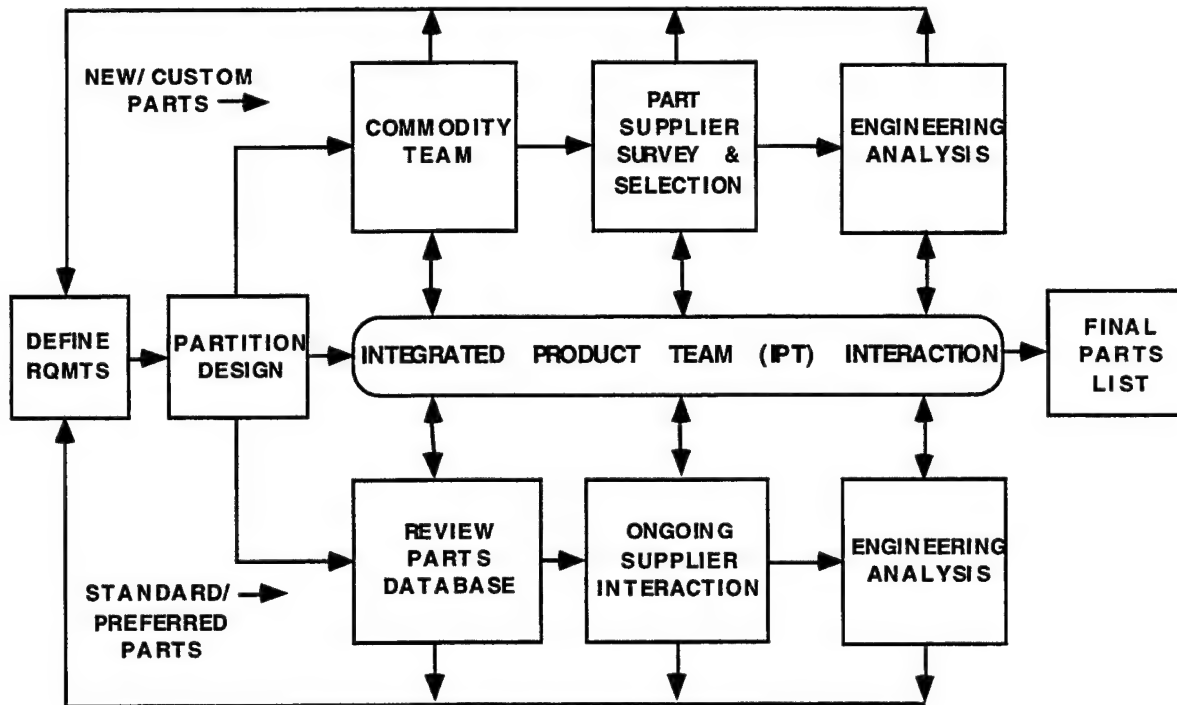 NEW/ CUSTOM
PARTS
COMMODITY
TEAM
PART
SUPPLIER
SURVEY &
SELECTION
ENGINEERING
ANALYSIS
DEFINE
RQMTS
PARTITION
DESIGN
INTEGRATED PRODUCT TEAM (IPT) INTERACTION
FINAL
PARTS
LIST
REVIEW
PARTS
DATABASE
ONGOING
SUPPLIER
INTERACTION
ENGINEERING
ANALYSIS
STANDARD/
PREFERRED
PARTS